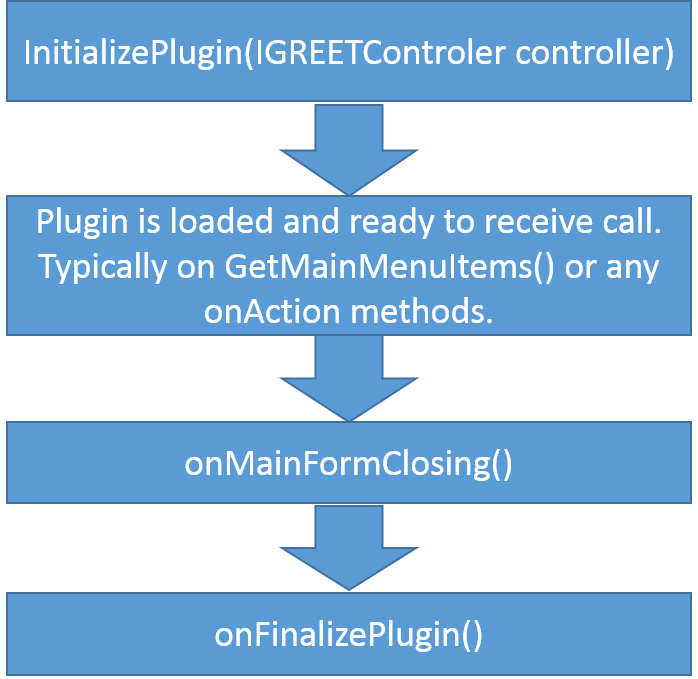 InitializePlugin(IGREETControler controller)
Plugin is loaded and ready to receive call.
Typically on GetMainMenuItems() or any
onAction methods.
onMainFormClosing()
onFinalizePlugin()